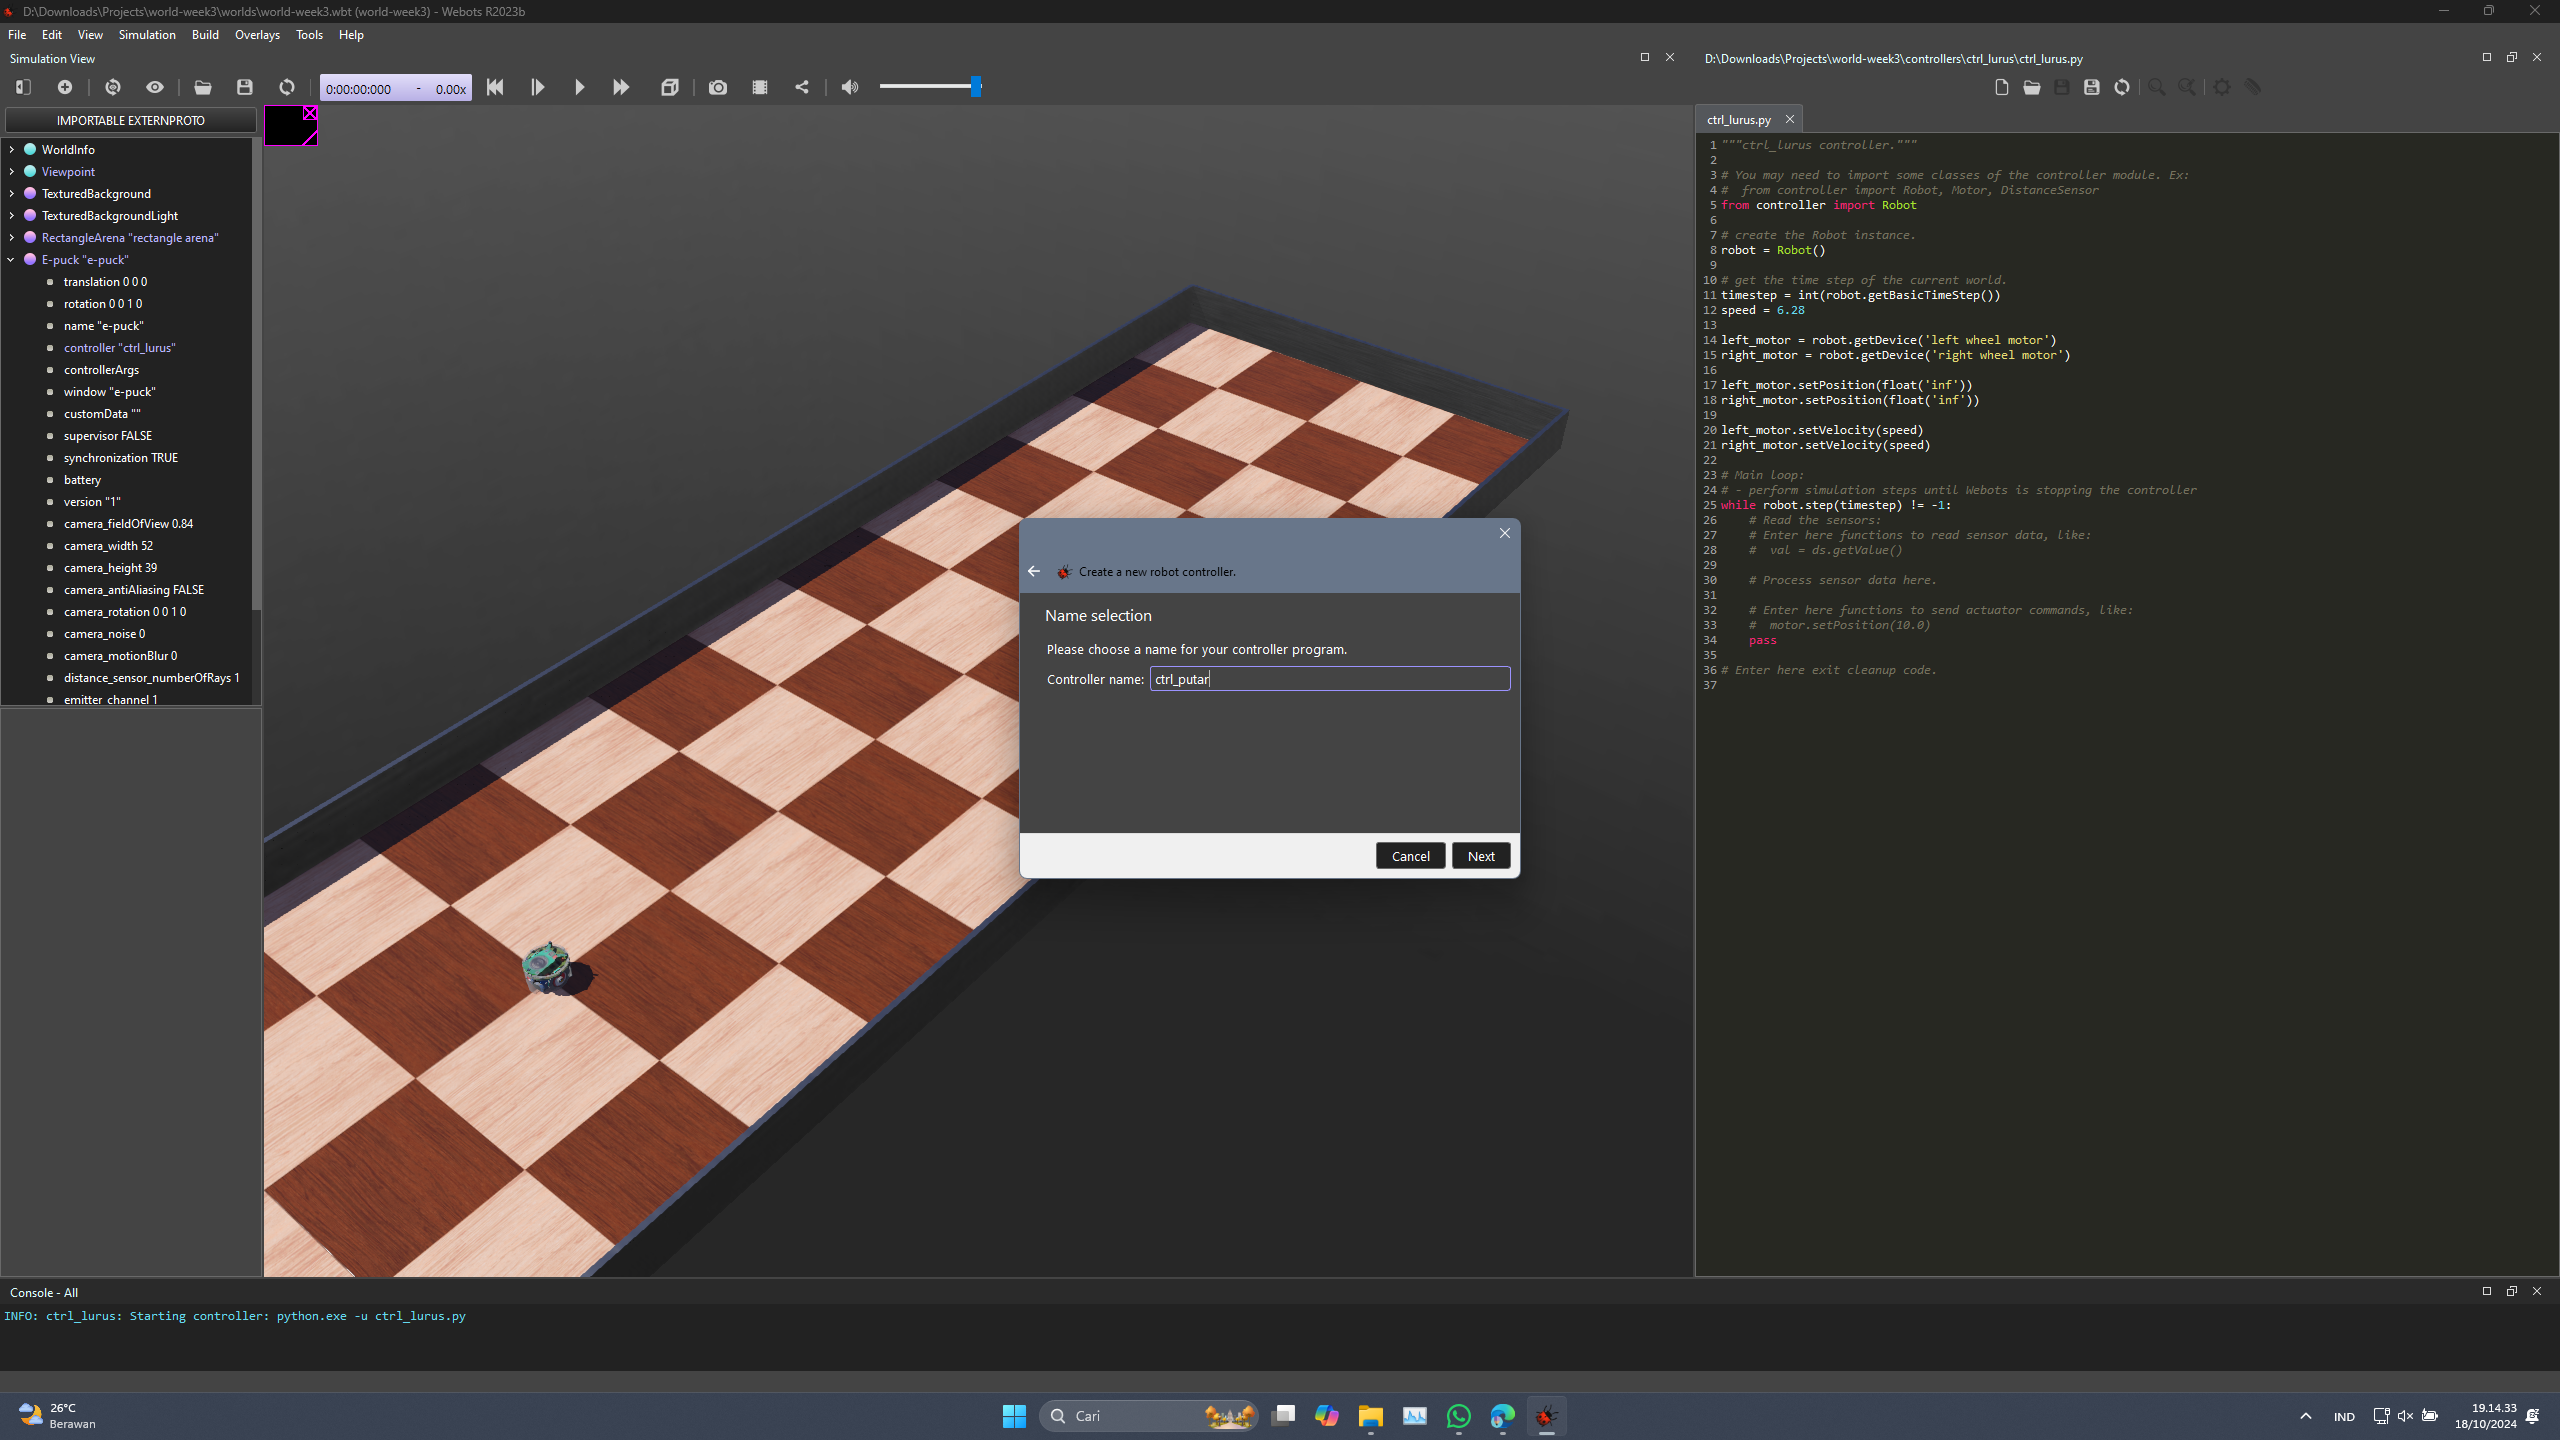 D:\Downloads\Projects\world-week3\worlds\world-week3.wbt (world-week3) - Webots R2023b
File Edit View Simulation Build Overlays Tools Help
Simulation View
0:00:00:000 - 0.00x
IMPORTABLE EXTERNPROTO
WorldInfo
Viewpoint
TexturedBackground
TexturedBackgroundLight
RectangleArena "rectangle arena"
E-puck "e-puck"
translation 0 0 0
rotation 0 0 1 0
name "e-puck"
controller "ctrl_lurus"
controllerArgs
window "e-puck"
customData ""
supervisor FALSE
synchronization TRUE
battery
version "1"
camera_fieldOfView 0.84
camera_width 52
camera_height 39
camera_antiAliasing FALSE
camera_rotation 0 0 1 0
camera_noise 0
camera_motionBlur 0
distance_sensor_numberOfRays 1
emitter_channel 1
Create a new robot controller.
Name selection
Please choose a name for your controller program.
Controller name: ctrl_putar
Cancel Next
D:\Downloads\Projects\world-week3\controllers\ctrl_lurus\ctrl_lurus.py
ctrl_lurus.py
1 """ctrl_lurus controller."""
2
3 # You may need to import some classes of the controller module. Ex:
4 #  from controller import Robot, Motor, DistanceSensor
5 from controller import Robot
6
7 # create the Robot instance.
8 robot = Robot()
9
10 # get the time step of the current world.
11 timestep = int(robot.getBasicTimeStep())
12 speed = 6.28
13
14 left_motor = robot.getDevice('left wheel motor')
15 right_motor = robot.getDevice('right wheel motor')
16
17 left_motor.setPosition(float('inf'))
18 right_motor.setPosition(float('inf'))
19
20 left_motor.setVelocity(speed)
21 right_motor.setVelocity(speed)
22
23 # Main loop:
24 # - perform simulation steps until Webots is stopping the controller
25 while robot.step(timestep) != -1:
26     # Read the sensors:
27     # Enter here functions to read sensor data, like:
28     #  val = ds.getValue()
29
30     # Process sensor data here.
31
32     # Enter here functions to send actuator commands, like:
33     #  motor.setPosition(10.0)
34     pass
35
36 # Enter here exit cleanup code.
37
Console - All
INFO: ctrl_lurus: Starting controller: python.exe -u ctrl_lurus.py
26°C
Berawan
Cari
IND
19.14.33
18/10/2024